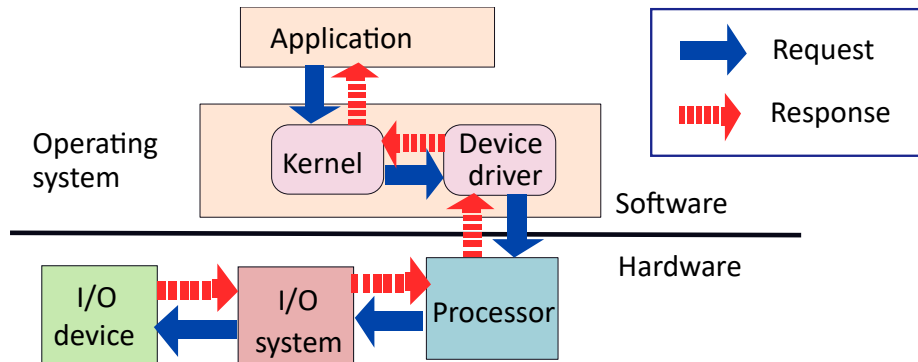 Application
Request
Response
Operating
system
Kernel
Device
driver
Software
Hardware
I/O
device
I/O
system
Processor